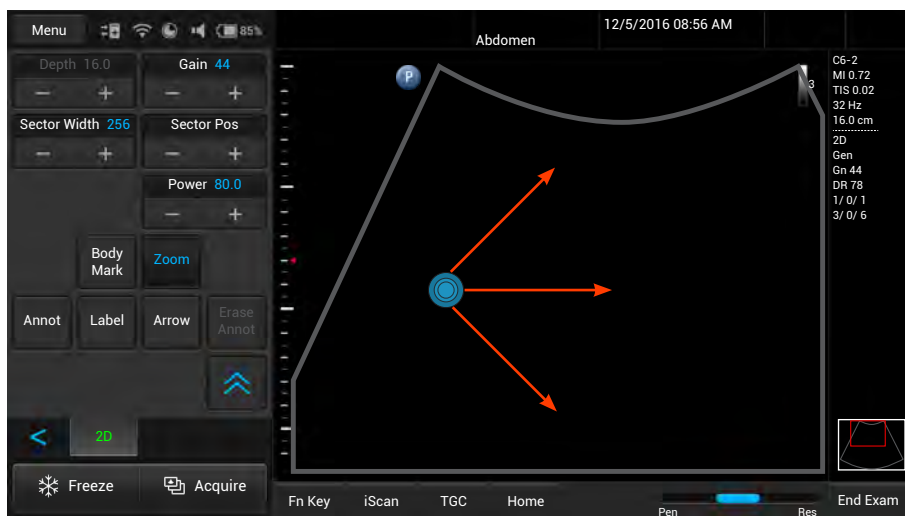 Menu
85%
12/5/2016 08:56 AM
Abdomen
Depth 16.0
Gain 44
Sector Width 256
Sector Pos
Power 80.0
Body
Mark
Zoom
Annot
Label
Arrow
Erase
Annot
<
2D
Freeze
Acquire
P
3
C6-2
MI 0.72
TIS 0.02
32 Hz
16.0 cm
2D
Gen
Gn 44
DR 78
1/ 0/ 1
3/ 0/ 6
Fn Key
iScan
TGC
Home
Pen
Res
End Exam